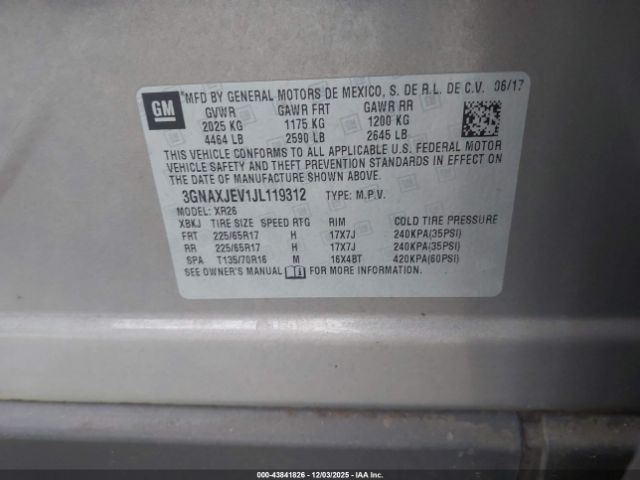 GM
*MFD BY GENERAL MOTORS DE MEXICO, S. DE R.L. DE C.V. 06/17
GVWR GAWR FRT GAWR RR
2025 KG 1175 KG 1200 KG
4464 LB 2590 LB 2645 LB
THIS VEHICLE CONFORMS TO ALL APPLICABLE U.S. FEDERAL MOTOR
VEHICLE SAFETY AND THEFT PREVENTION STANDARDS IN EFFECT ON
THE DATE OF MANUFACTURE SHOWN ABOVE.
3GNAXJEV1JL119312 TYPE: M.P.V.
MODEL: XR26
XBKJ TIRE SIZE SPEED RTG RIM COLD TIRE PRESSURE
FRT 225/65R17 H 17X7J 240KPA(35PSI)
RR 225/65R17 H 17X7J 240KPA(35PSI)
SPA T135/70R16 M 16X4BT 420KPA(60PSI)
SEE OWNER'S MANUAL FOR MORE INFORMATION.
00-43841826 - 12/03/2025 - COPYRIGHT IAA, LLC.